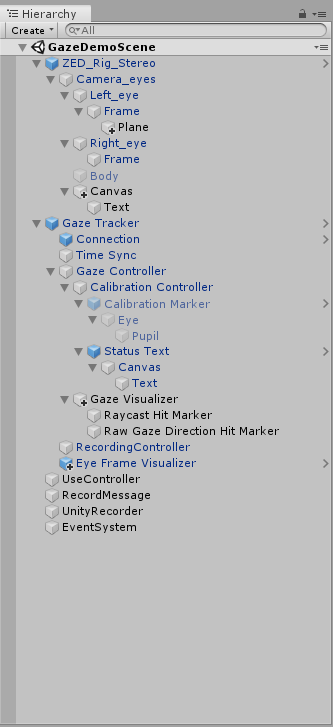 Hierarchy
Create All
GazeDemoScene
ZED_Rig_Stereo
Camera_eyes
Left_eye
Frame
Plane
Right_eye
Frame
Body
Canvas
Text
Gaze Tracker
Connection
Time Sync
Gaze Controller
Calibration Controller
Calibration Marker
Eye
Pupil
Status Text
Canvas
Text
Gaze Visualizer
Raycast Hit Marker
Raw Gaze Direction Hit Marker
RecordingController
Eye Frame Visualizer
UseController
RecordMessage
UnityRecorder
EventSystem